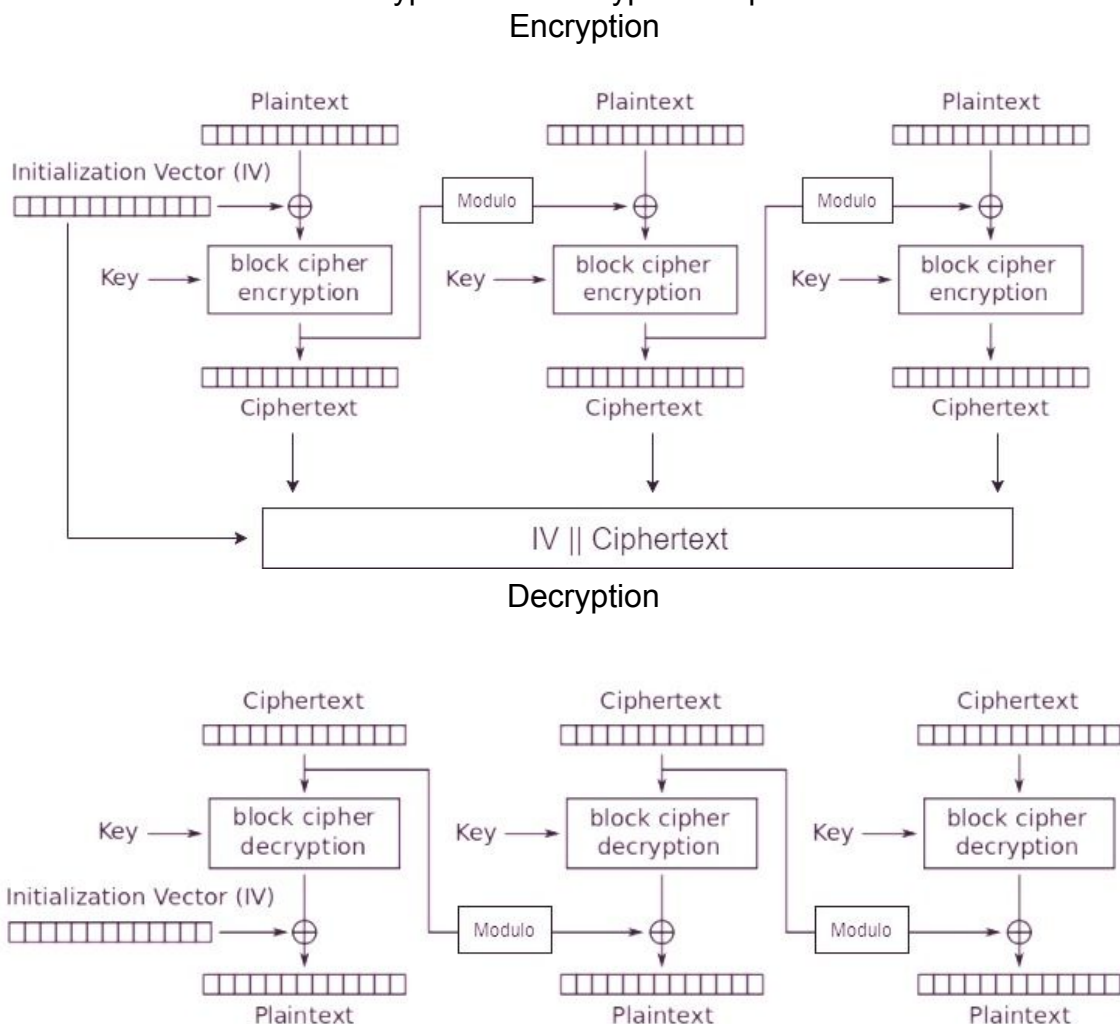 Encryption
Plaintext Plaintext Plaintext
Initialization Vector (IV)
Modulo Modulo
Key block cipher encryption Key block cipher encryption Key block cipher encryption
Ciphertext Ciphertext Ciphertext
IV || Ciphertext
Decryption
Ciphertext Ciphertext Ciphertext
Key block cipher decryption Key block cipher decryption Key block cipher decryption
Initialization Vector (IV)
Modulo Modulo
Plaintext Plaintext Plaintext